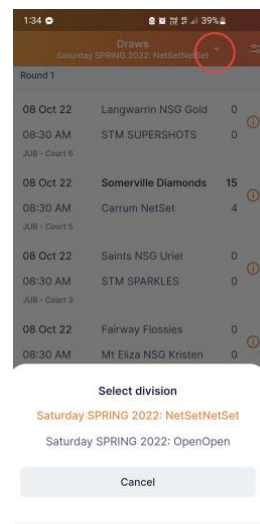 1:34
39%
Draws
Saturday SPRING 2022: NetSetNetSet
Round 1
08 Oct 22 Langwarrin NSG Gold 0
08:30 AM STM SUPERSHOTS 0
JUB - Court 6
08 Oct 22 Somerville Diamonds 15
08:30 AM Carrum NetSet 4
JUB - Court 5
08 Oct 22 Saints NSG Uriel 0
08:30 AM STM SPARKLES 0
JUB - Court 3
08 Oct 22 Fairway Flossies 0
08:30 AM Mt Eliza NSG Kristen 0
Select division
Saturday SPRING 2022: NetSetNetSet
Saturday SPRING 2022: OpenOpen
Cancel